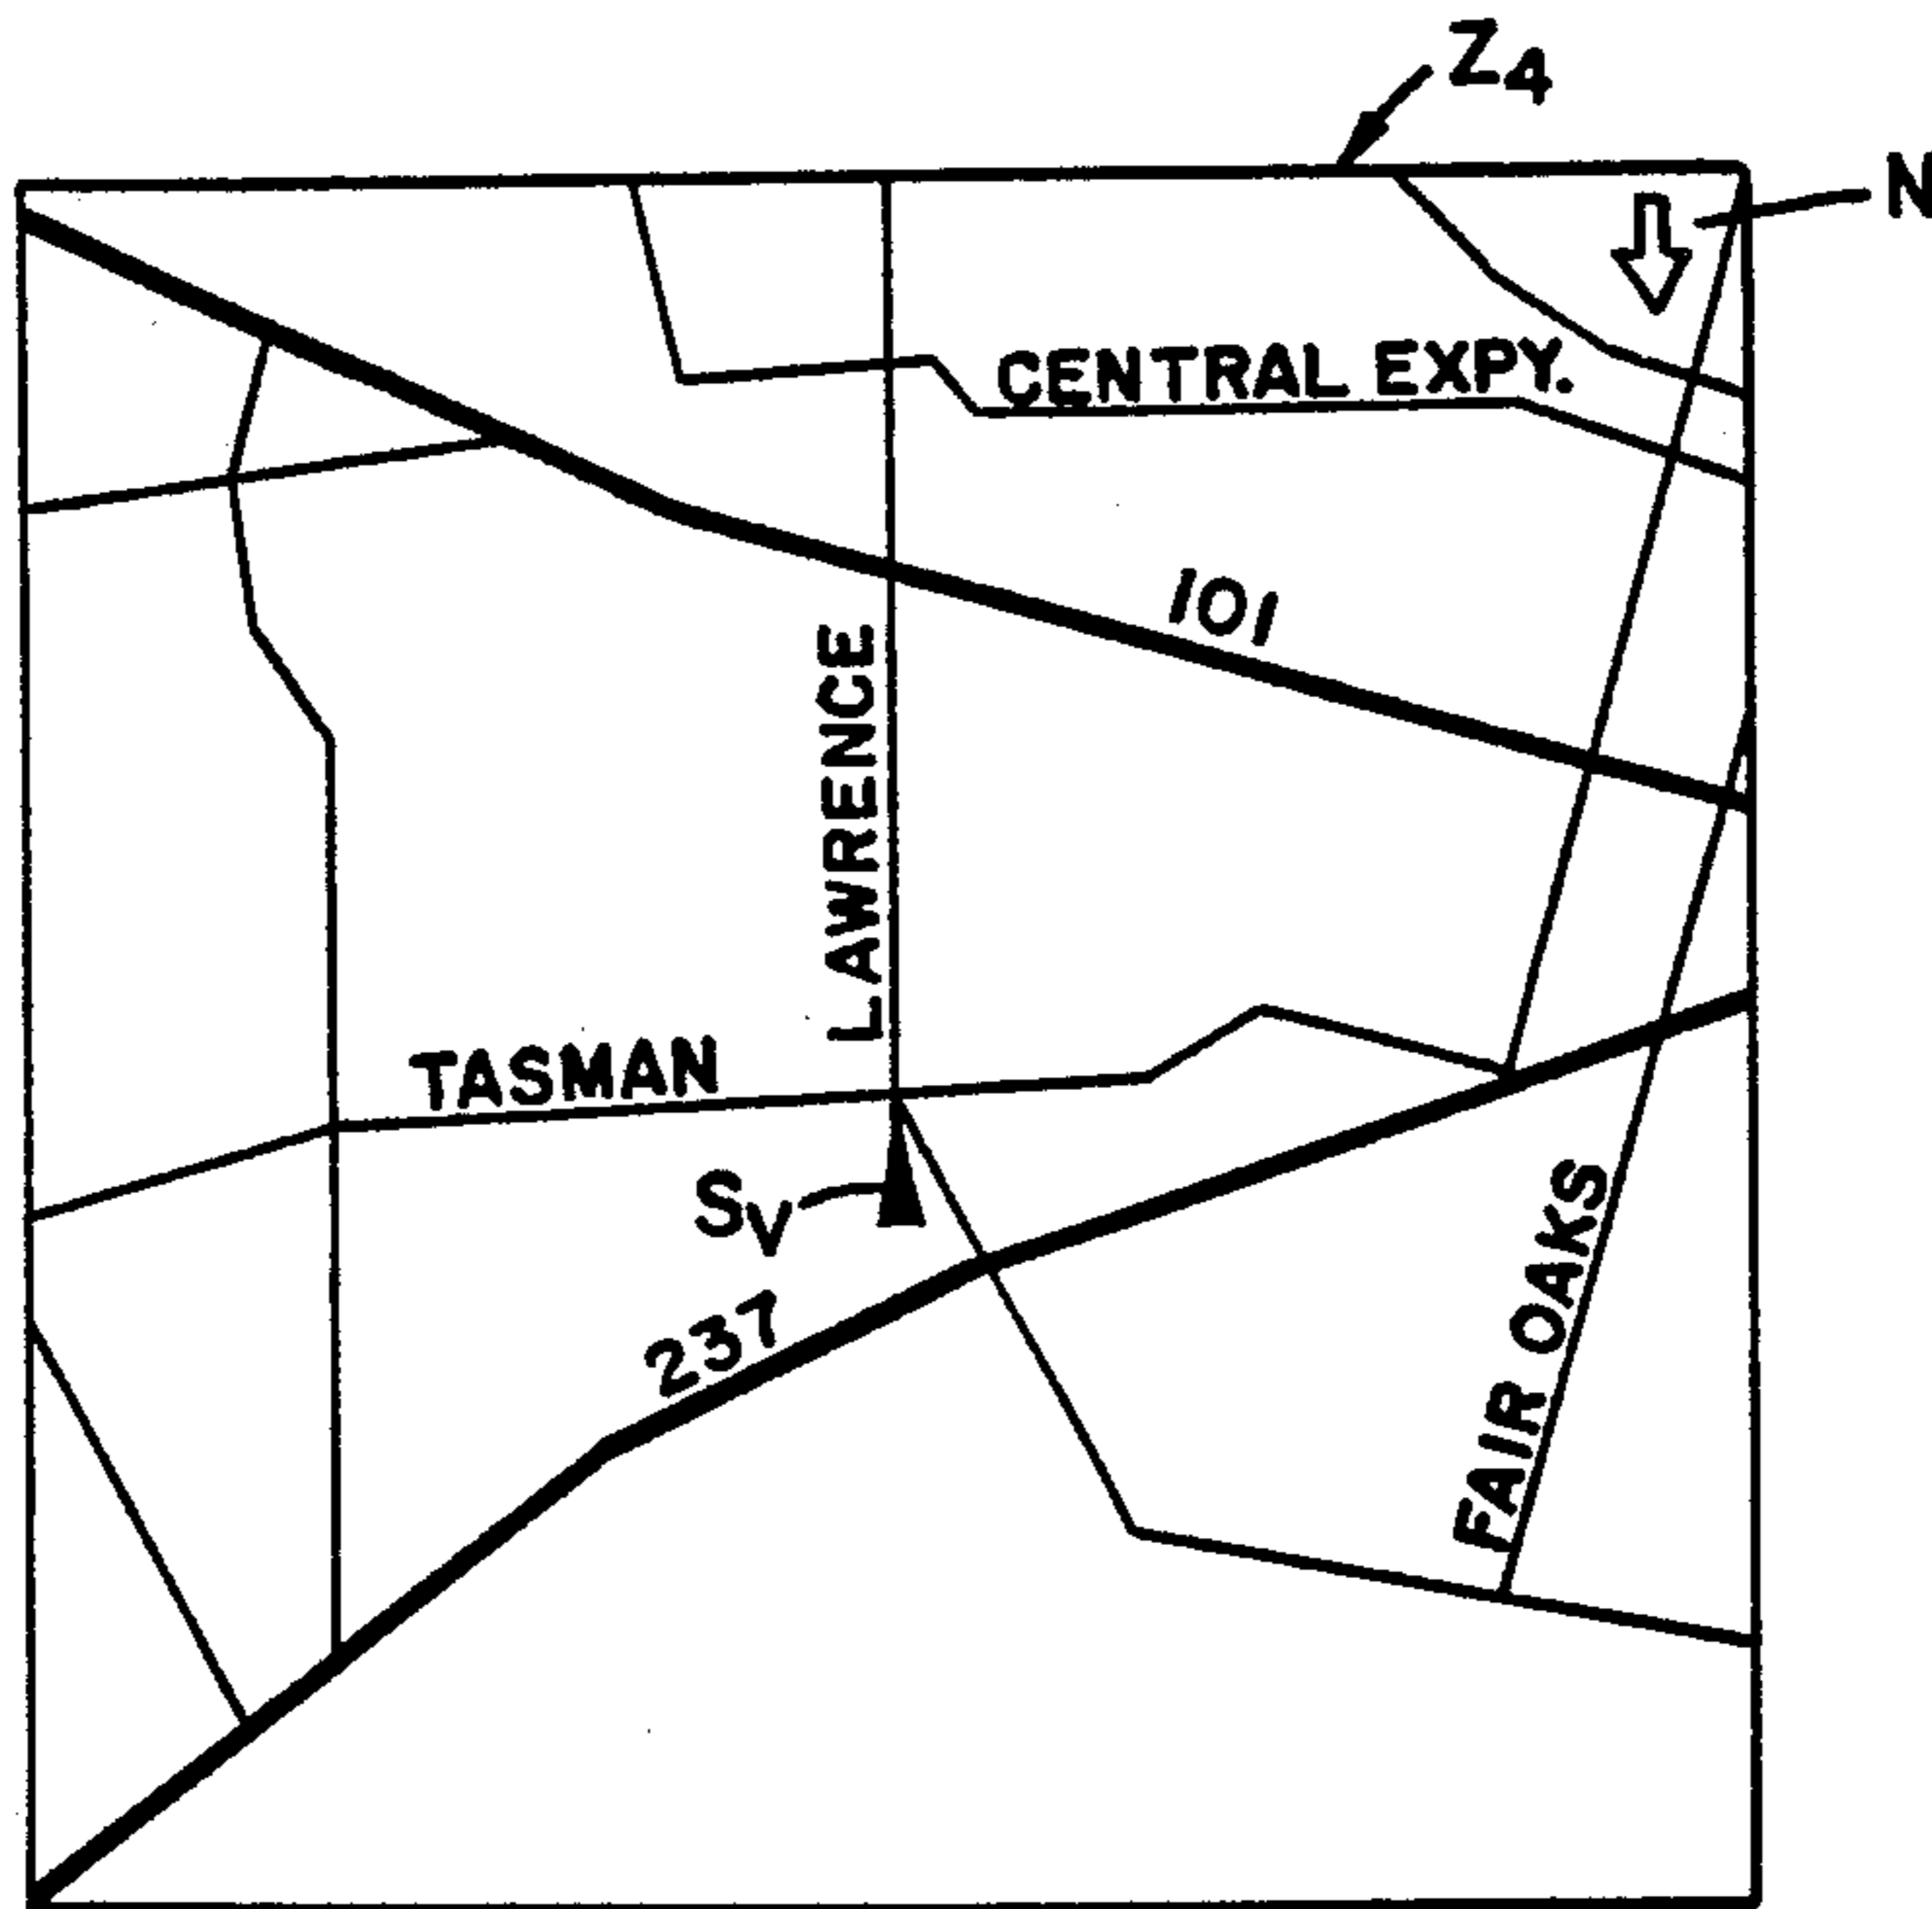 Z4
N
CENTRAL EXPY.
101
LAWRENCE
TASMAN
SV
237
FAIR OAKS